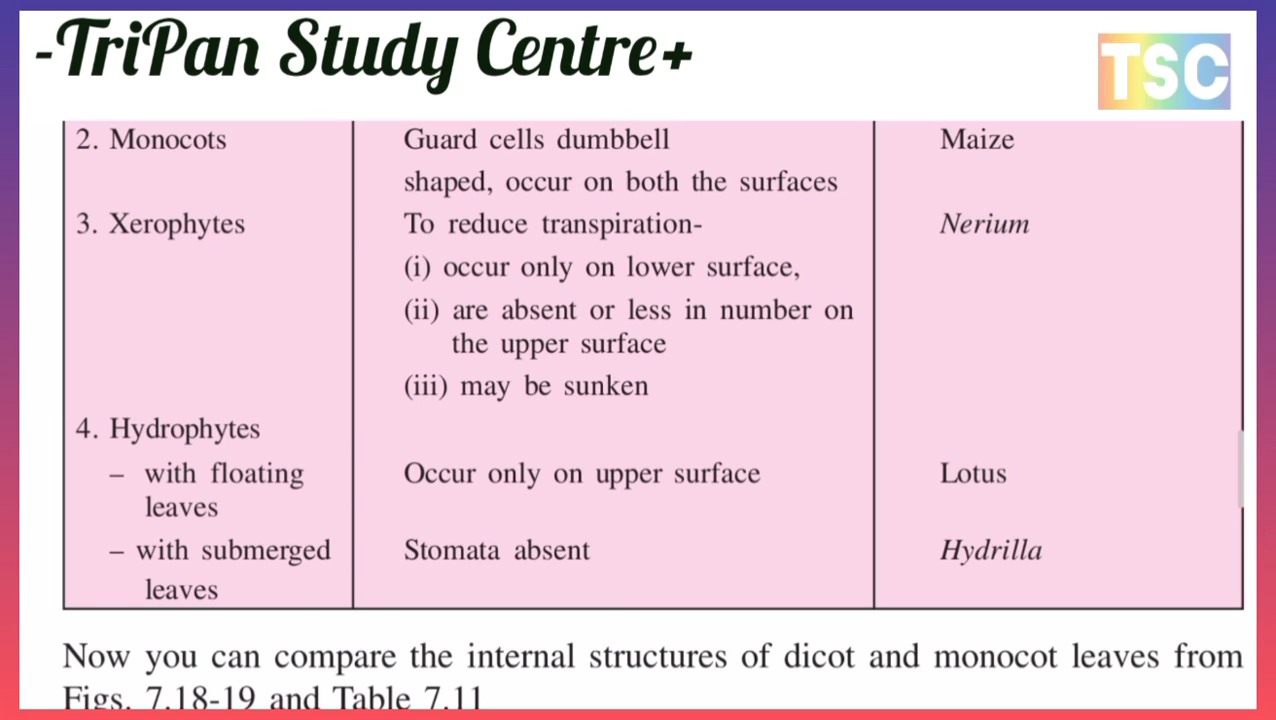 -TriPan Study Centre+
TSC
2. Monocots Guard cells dumbbell Maize
shaped, occur on both the surfaces
3. Xerophytes To reduce transpiration- Nerium
(i) occur only on lower surface,
(ii) are absent or less in number on
the upper surface
(iii) may be sunken
4. Hydrophytes
– with floating Occur only on upper surface Lotus
leaves
– with submerged Stomata absent Hydrilla
leaves
Now you can compare the internal structures of dicot and monocot leaves from
Figs. 7.18-19 and Table 7.11